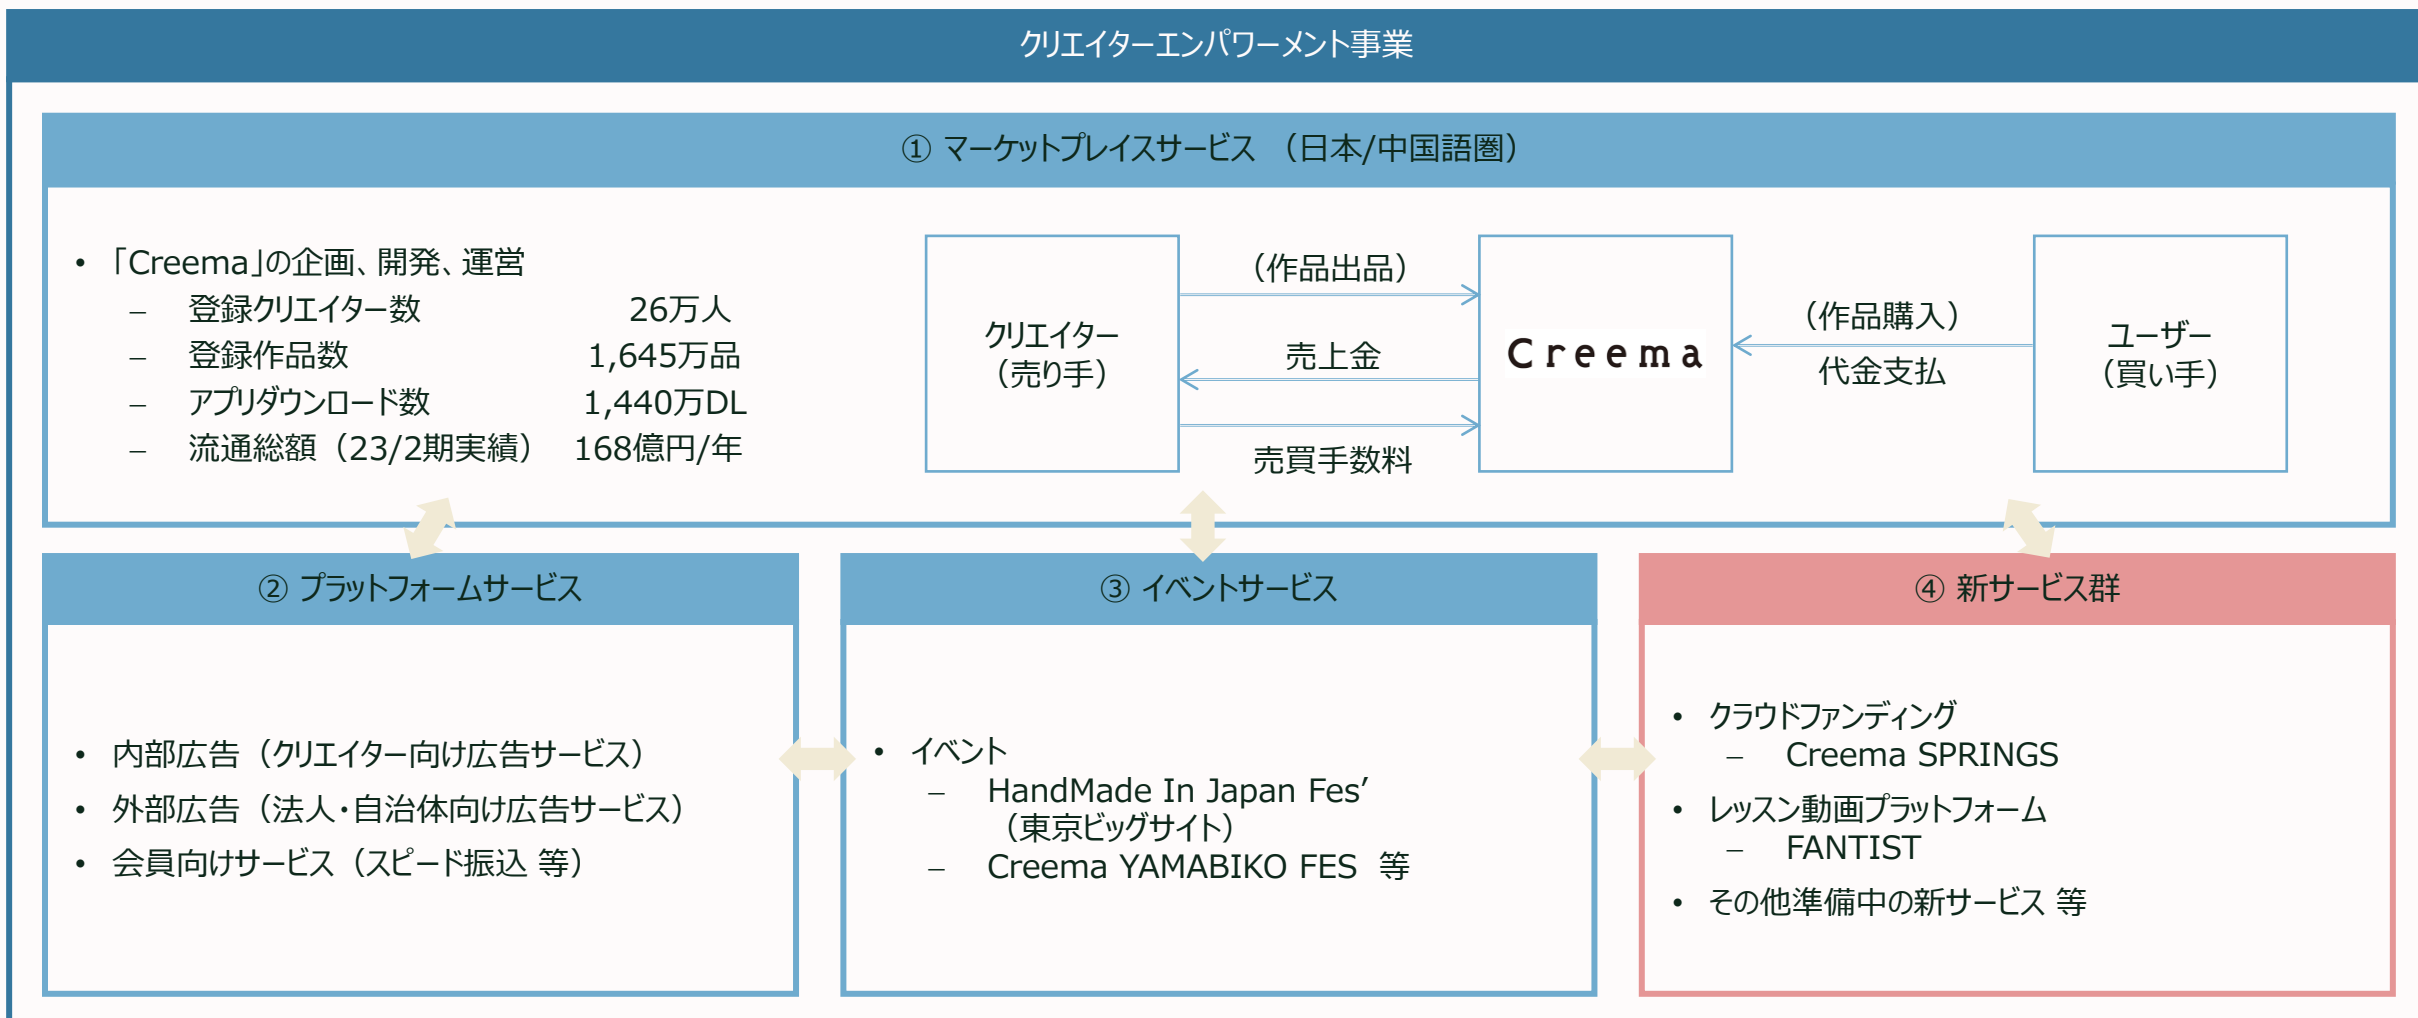 クリエイターエンパワーメント事業
① マーケットプレイスサービス （日本/中国語圏）
• 「Creema」の企画、開発、運営
– 登録クリエイター数 26万人
– 登録作品数 1,645万品
– アプリダウンロード数 1,440万DL
– 流通総額（23/2期実績） 168億円/年
クリエイター
（売り手）
（作品出品）
売上金
売買手数料
Creema
（作品購入）
代金支払
ユーザー
（買い手）
② プラットフォームサービス
• 内部広告（クリエイター向け広告サービス）
• 外部広告（法人・自治体向け広告サービス）
• 会員向けサービス（スピード振込 等）
③ イベントサービス
• イベント
– HandMade In Japan Fes’
（東京ビッグサイト）
– Creema YAMABIKO FES 等
④ 新サービス群
• クラウドファンディング
– Creema SPRINGS
• レッスン動画プラットフォーム
– FANTIST
• その他準備中の新サービス 等